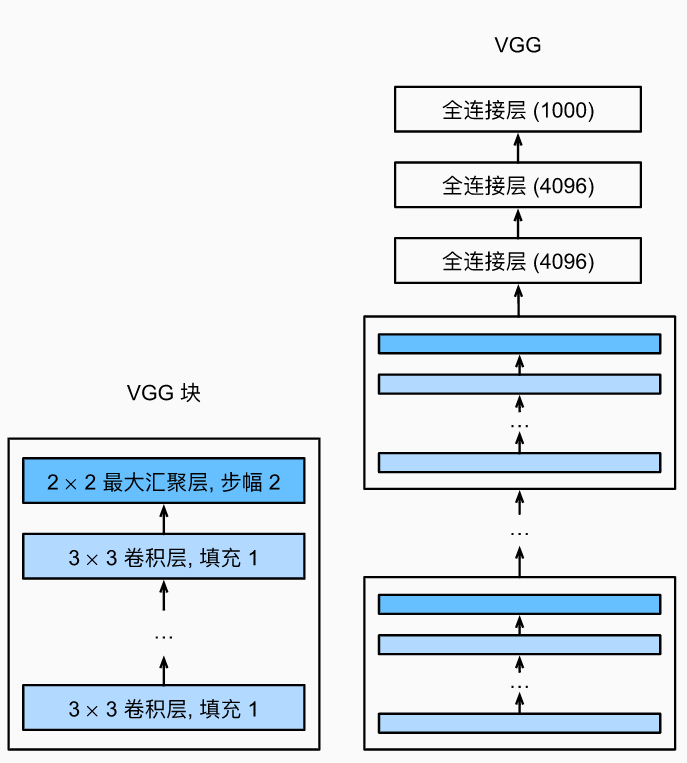 VGG
全连接层 (1000)
全连接层 (4096)
全连接层 (4096)
...
...
...
VGG 块
2 × 2 最大汇聚层, 步幅 2
3 × 3 卷积层, 填充 1
...
3 × 3 卷积层, 填充 1